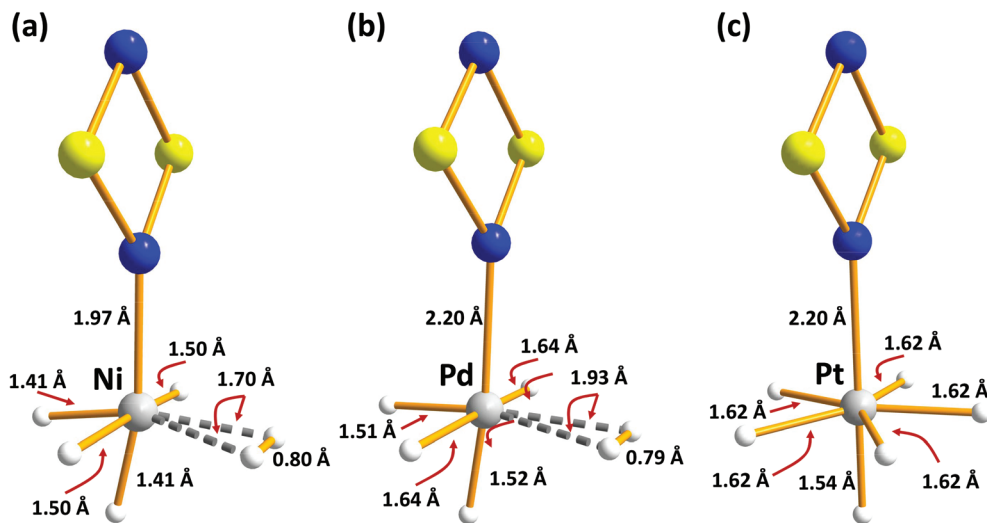 (a)
(b)
(c)
1.97 Å
2.20 Å
2.20 Å
1.50 Å
1.64 Å
1.62 Å
1.41 Å
Ni
1.70 Å
Pd
1.93 Å
Pt
1.62 Å
1.62 Å
1.51 Å
0.80 Å
0.79 Å
1.50 Å
1.41 Å
1.64 Å
1.52 Å
1.62 Å
1.54 Å
1.62 Å